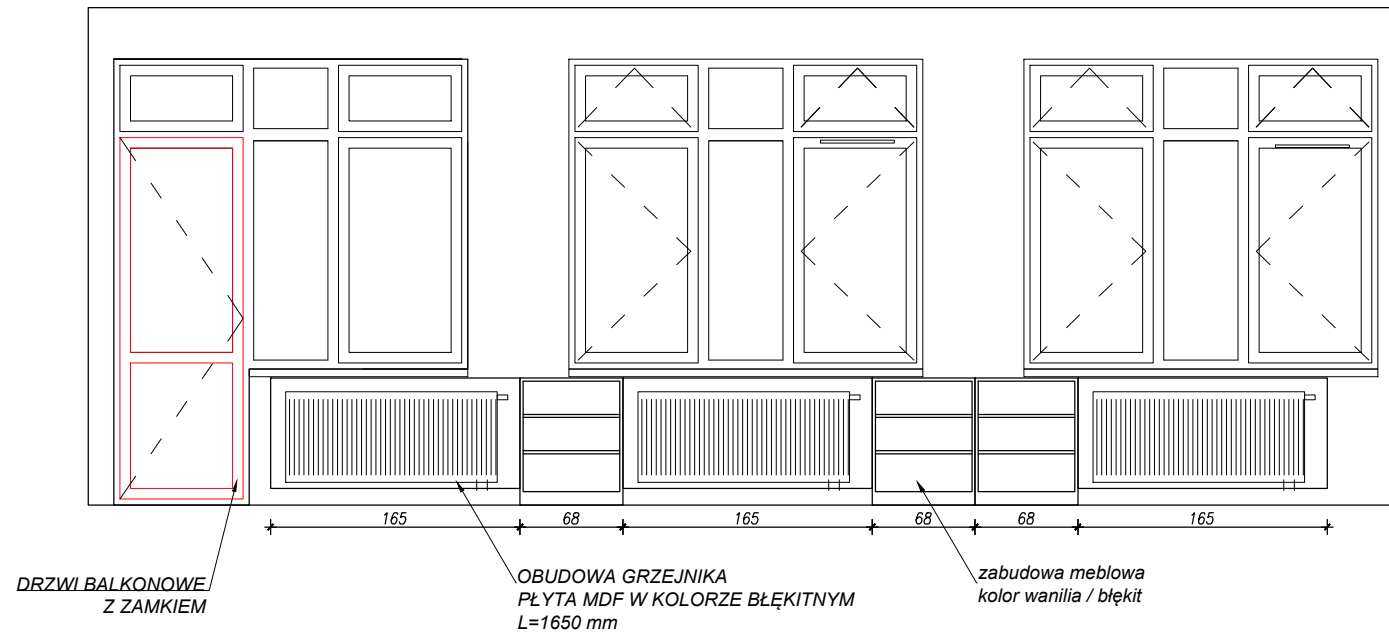 165
68
165
68
68
165
DRZWI BALKONOWE
Z ZAMKIEM
OBUDOWA GRZEJNIKA
PŁYTA MDF W KOLORZE BŁĘKITNYM
L=1650 mm
zabudowa meblowa
kolor wanilia / błękit